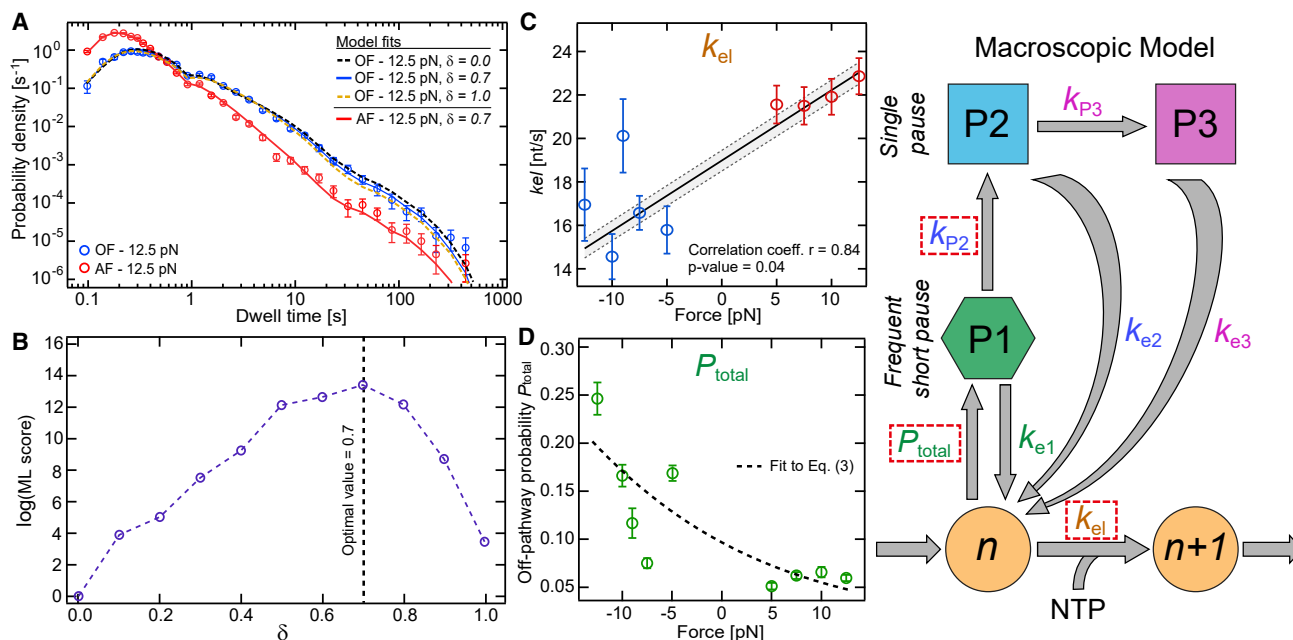 A
Probability density [s⁻¹]
10⁰
10⁻¹
10⁻²
10⁻³
10⁻⁴
10⁻⁵
10⁻⁶
Model fits
OF - 12.5 pN, δ = 0.0
OF - 12.5 pN, δ = 0.7
OF - 12.5 pN, δ = 1.0
AF - 12.5 pN, δ = 0.7
OF - 12.5 pN
AF - 12.5 pN
0.1 1 10 100 1000
Dwell time [s]
B
log(ML score)
16
14
12
10
8
6
4
2
0
Optimal value = 0.7
0.0 0.2 0.4 0.6 0.8 1.0
δ
C
kel
kel [nt/s]
24
22
20
18
16
14
Correlation coeff. r = 0.84
p-value = 0.04
-10 -5 0 5 10
Force [pN]
D
Ptotal
Off-pathway probability Ptotal
0.30
0.25
0.20
0.15
0.10
0.05
Fit to Eq. (3)
-10 -5 0 5 10
Force [pN]
Macroscopic Model
Single
pause
P2
kP3
P3
kP2
Frequent
short pause
P1
ke2
ke3
Ptotal
ke1
n
kel
n+1
NTP